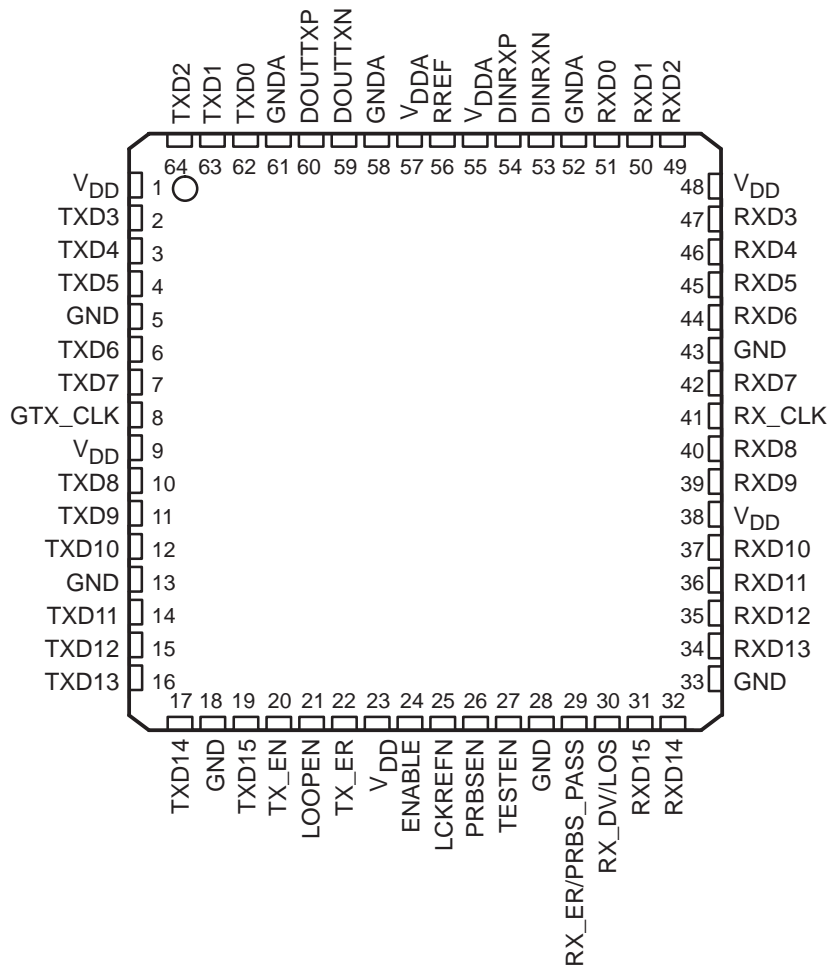 TXD2 TXD1 TXD0 GNDA DOUTTXP DOUTTXN GNDA VDDA RREF VDDA DINRXP DINRXN GNDA RXD0 RXD1 RXD2
64 63 62 61 60 59 58 57 56 55 54 53 52 51 50 49
VDD 1 48 VDD
TXD3 2 47 RXD3
TXD4 3 46 RXD4
TXD5 4 45 RXD5
GND 5 44 RXD6
TXD6 6 43 GND
TXD7 7 42 RXD7
GTX_CLK 8 41 RX_CLK
VDD 9 40 RXD8
TXD8 10 39 RXD9
TXD9 11 38 VDD
TXD10 12 37 RXD10
GND 13 36 RXD11
TXD11 14 35 RXD12
TXD12 15 34 RXD13
TXD13 16 33 GND
17 18 19 20 21 22 23 24 25 26 27 28 29 30 31 32
TXD14 GND TXD15 TX_EN LOOPEN TX_ER VDD ENABLE LCKREFN PRBSEN TESTEN GND RX_ER/PRBS_PASS RX_DV/LOS RXD15 RXD14